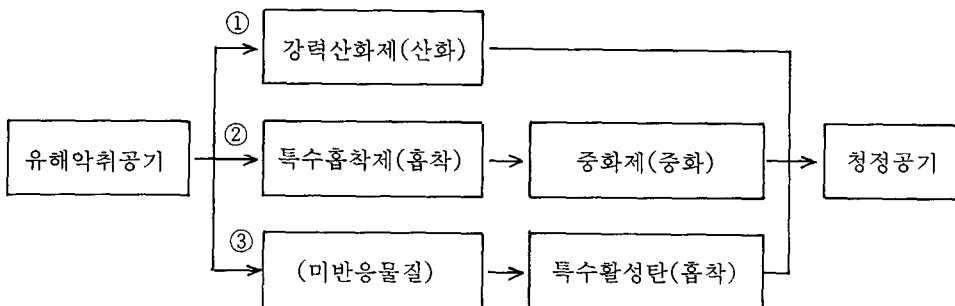 ①
강력산화제(산화)
②
유해악취공기
특수흡착제(흡착)
중화제(중화)
청정공기
③
(미반응물질)
특수활성탄(흡착)